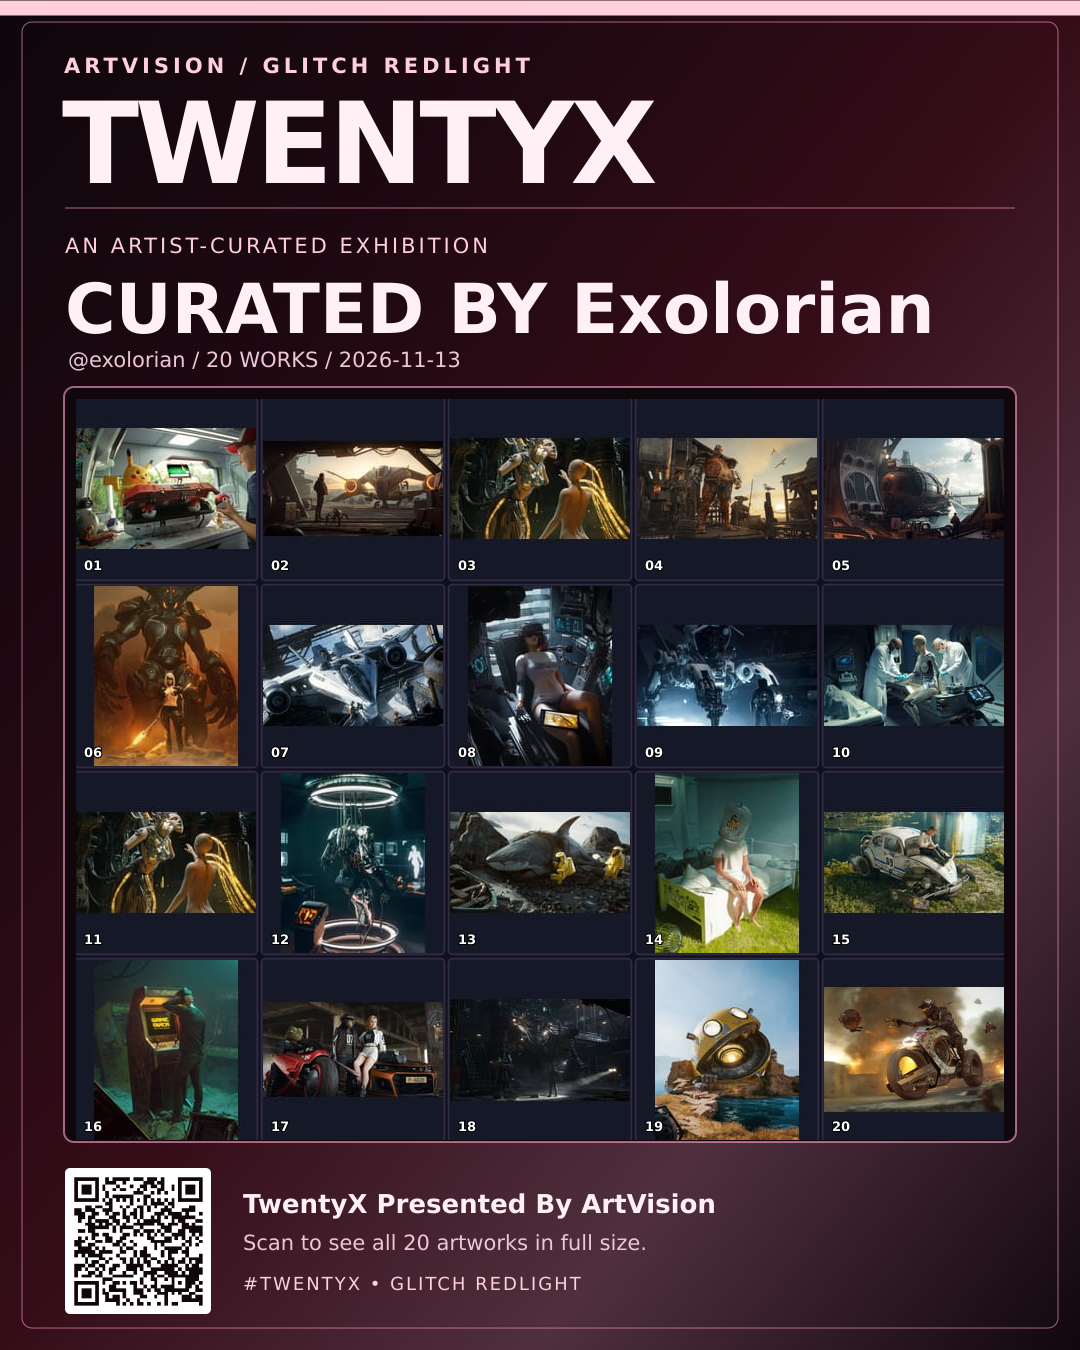 ARTVISION / GLITCH REDLIGHT
TWENTYX
AN ARTIST-CURATED EXHIBITION
CURATED BY Exolorian
@exolorian / 20 WORKS / 2026-11-13
01
02
03
04
05
06
07
08
09
10
11
12
13
14
15
GAME OVER
16
17
18
19
20
TwentyX Presented By ArtVision
Scan to see all 20 artworks in full size.
#TWENTYX • GLITCH REDLIGHT